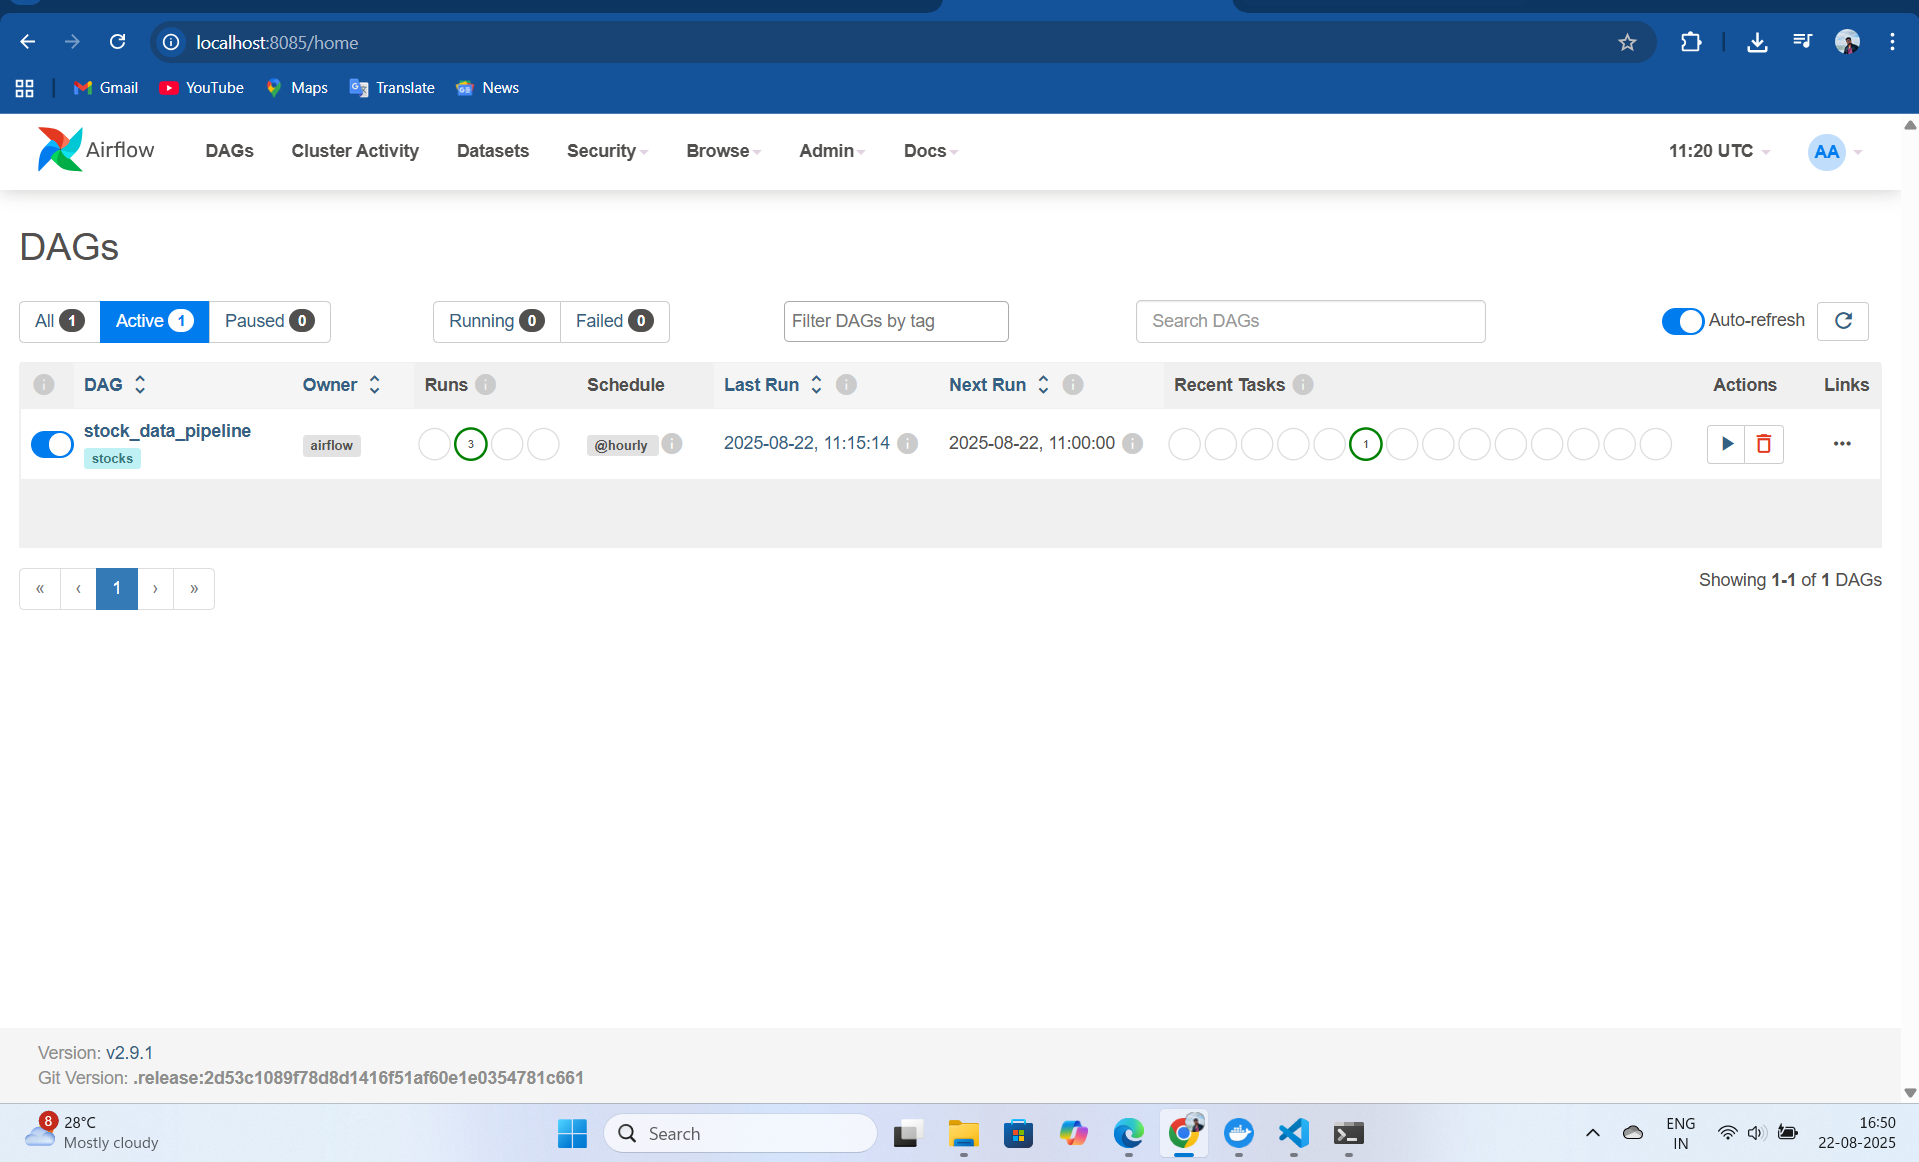 localhost:8085/home
Gmail YouTube Maps Translate News
Airflow DAGs Cluster Activity Datasets Security Browse Admin Docs 11:20 UTC AA
DAGs
All 1 Active 1 Paused 0 Running 0 Failed 0 Filter DAGs by tag Search DAGs Auto-refresh
DAG Owner Runs Schedule Last Run Next Run Recent Tasks Actions Links
stock_data_pipeline airflow 3 @hourly 2025-08-22, 11:15:14 2025-08-22, 11:00:00 1
stocks
« ‹ 1 › »
Showing 1-1 of 1 DAGs
Version: v2.9.1
Git Version: .release:2d53c1089f78d8d1416f51af60e1e0354781c661
8 28°C
Mostly cloudy
Search
ENG
IN
16:50
22-08-2025